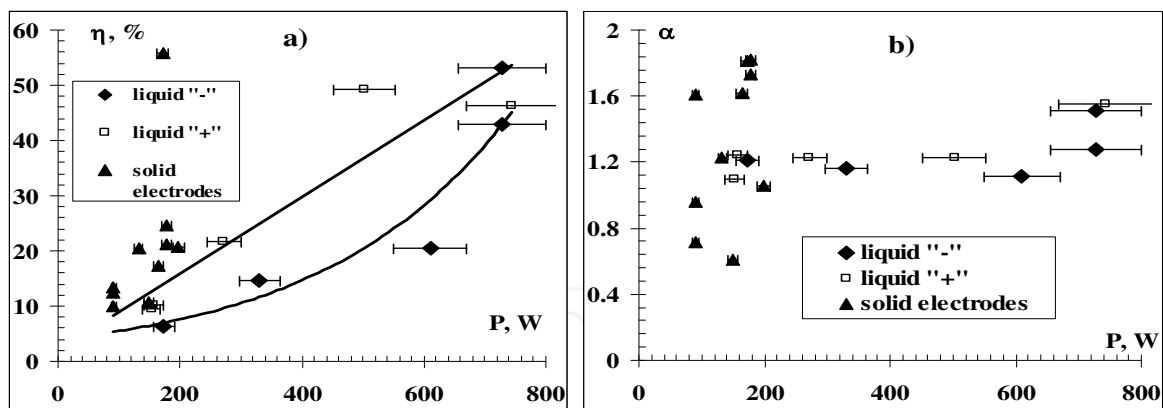 η, %
a)
60
50
40
30
20
10
0
liquid "-"
liquid "+"
solid
electrodes
P, W
0 200 400 600 800
α
b)
2
1.6
1.2
0.8
0.4
0
liquid "-"
liquid "+"
solid electrodes
P, W
0 200 400 600 800